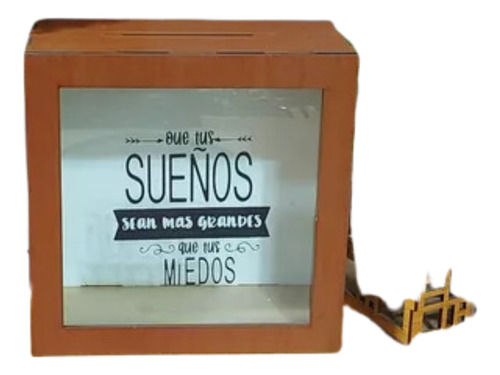 que tus
SUEÑOS
sean mas grandes
que tus
MiEDOS